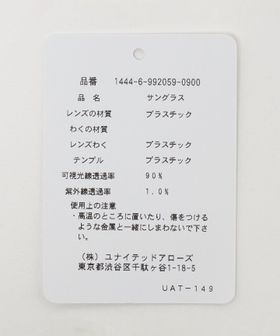 品番 1444-6-992059-0900
品名 サングラス
レンズの材質 プラスチック
わくの材質
レンズわく プラスチック
テンプル プラスチック
可視光線透過率 90%
紫外線透過率 1.0%
使用上の注意
・高温のところに置いたり、傷をつける
ような金属と一緒にしまわないで下さ
い。
(株) ユナイテッドアローズ
東京都渋谷区千駄ヶ谷1-18-5
UAT-149